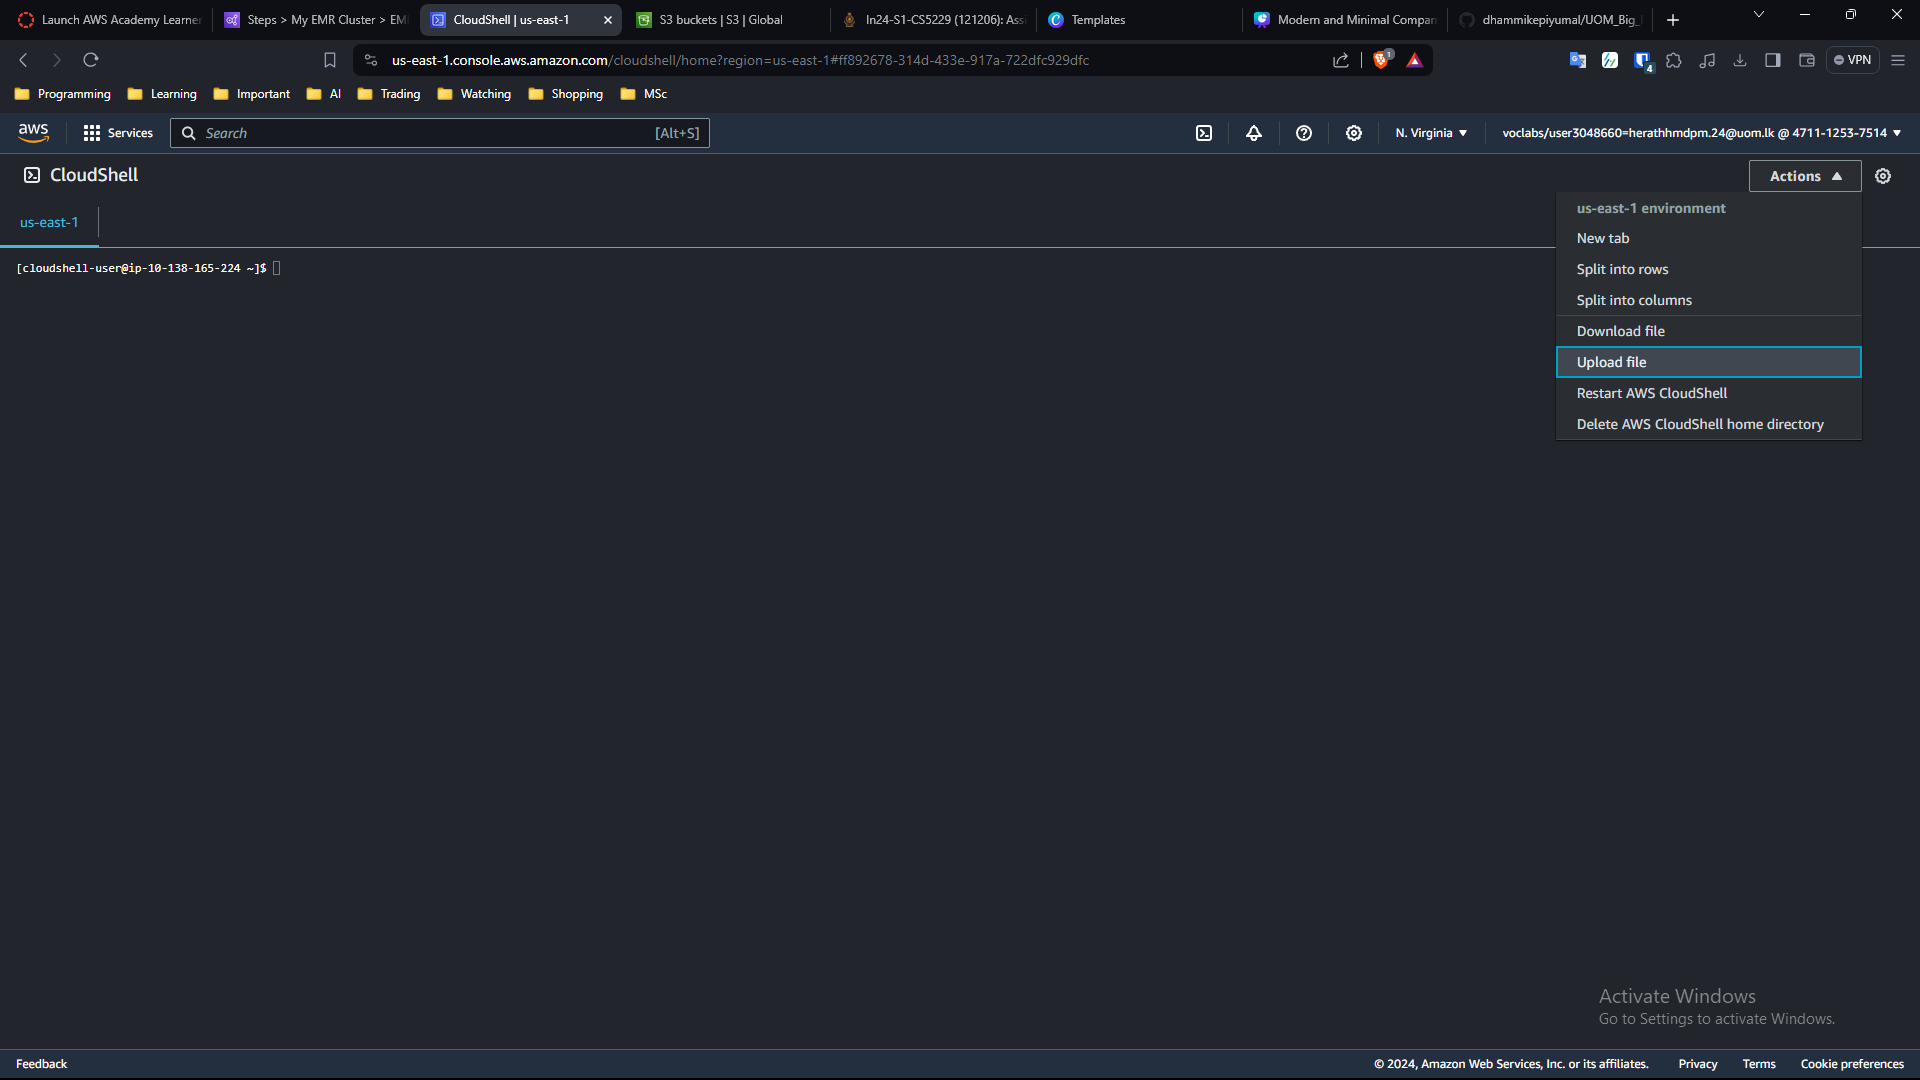 Launch AWS Academy Learner
Steps > My EMR Cluster > EM
CloudShell | us-east-1
S3 buckets | S3 | Global
In24-S1-CS5229 (121206): Ass
Templates
Modern and Minimal Compan
dhammikepiyumal/UOM_Big_
us-east-1.console.aws.amazon.com/cloudshell/home?region=us-east-1#ff892678-314d-433e-917a-722dfc929dfc
1
4
VPN
Programming
Learning
Important
AI
Trading
Watching
Shopping
MSc
aws
Services
Search
[Alt+S]
N. Virginia
voclabs/user3048660=herathhmdpm.24@uom.lk @ 4711-1253-7514
CloudShell
Actions
us-east-1
us-east-1 environment
New tab
Split into rows
Split into columns
Download file
Upload file
Restart AWS CloudShell
Delete AWS CloudShell home directory
[cloudshell-user@ip-10-138-165-224 ~]$
Activate Windows
Go to Settings to activate Windows.
Feedback
© 2024, Amazon Web Services, Inc. or its affiliates.
Privacy
Terms
Cookie preferences